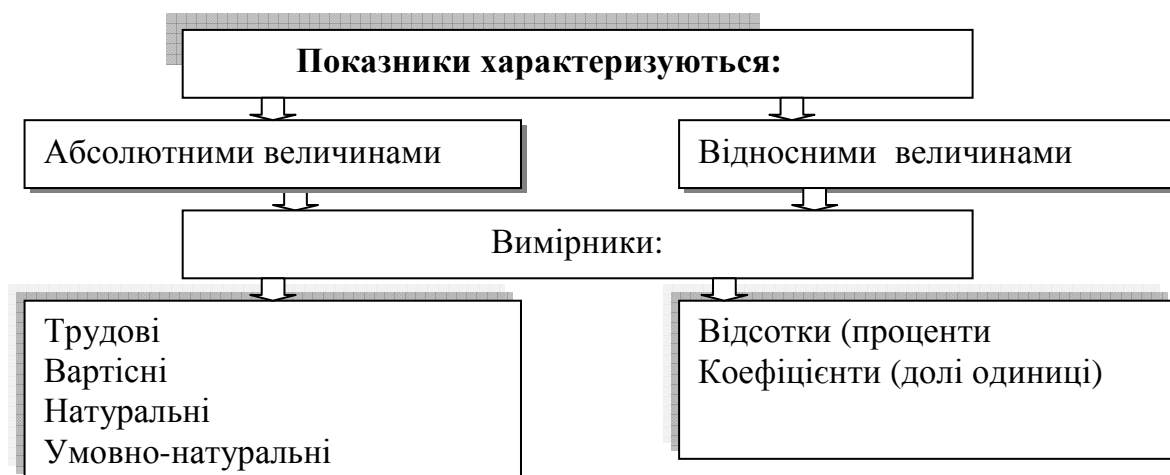 Показники характеризуються:
Абсолютними величинами
Відносними величинами
Вимірники:
Трудові
Вартісні
Натуральні
Умовно-натуральні
Відсотки (проценти
Коефіцієнти (долі одиниці)